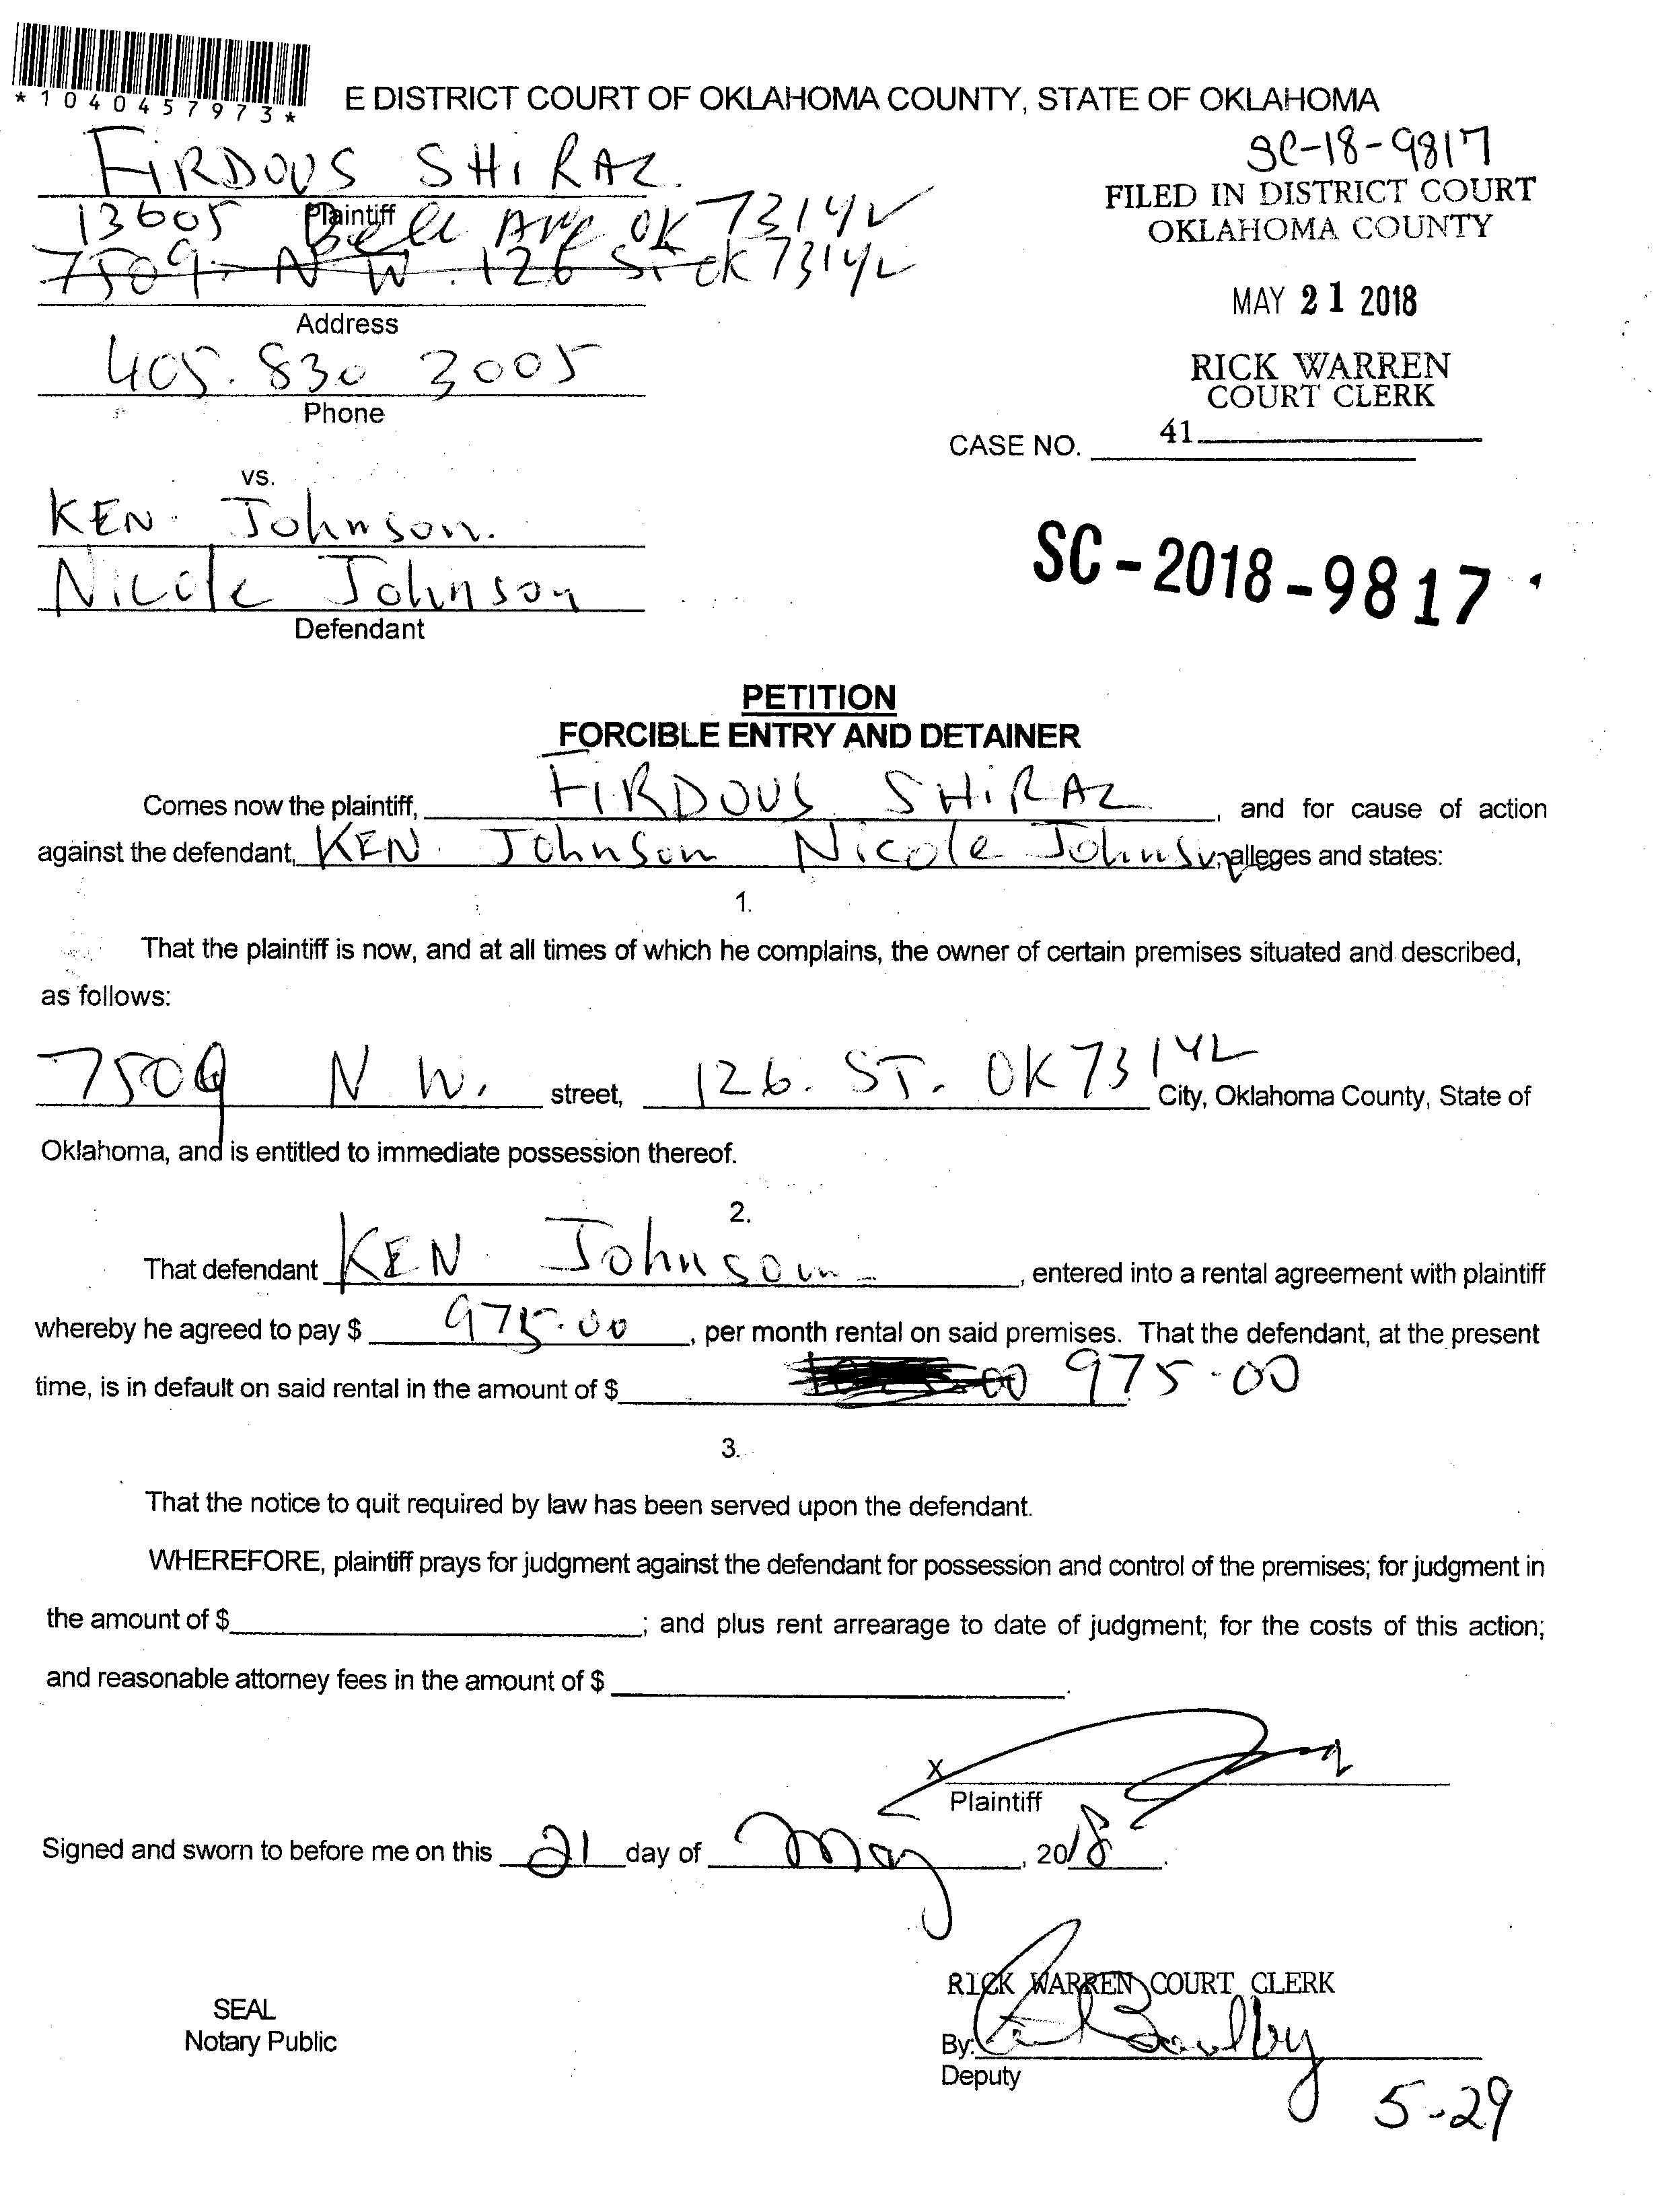 *1040457973*
E DISTRICT COURT OF OKLAHOMA COUNTY, STATE OF OKLAHOMA
SC-18-9817
FIRDOUS SHIRAZ.
FILED IN DISTRICT COURT
OKLAHOMA COUNTY
Plaintiff
13605 Bell Ave OK 73142
7509 N W. 126 St OK 73142
MAY 21 2018
Address
405. 830 3005
RICK WARREN
COURT CLERK
Phone
CASE NO. 41
vs.
KEN Johnson.
Nicole Johnson
SC-2018-9817
Defendant
PETITION
FORCIBLE ENTRY AND DETAINER
Comes now the plaintiff, FIRDOUS SHIRAZ, and for cause of action
against the defendant, KEN Johnson Nicole Johnson, alleges and states:
1.
That the plaintiff is now, and at all times of which he complains, the owner of certain premises situated and described,
as follows:
7509 N W. street, 126. ST. OK 73142 City, Oklahoma County, State of
Oklahoma, and is entitled to immediate possession thereof.
2.
That defendant KEN Johnson, entered into a rental agreement with plaintiff
whereby he agreed to pay $ 975.00, per month rental on said premises. That the defendant, at the present
time, is in default on said rental in the amount of $ 00 975.00
3.
That the notice to quit required by law has been served upon the defendant.
WHEREFORE, plaintiff prays for judgment against the defendant for possession and control of the premises; for judgment in
the amount of $ ; and plus rent arrearage to date of judgment; for the costs of this action;
and reasonable attorney fees in the amount of $ .
X
Plaintiff
Signed and sworn to before me on this 21 day of May, 2018.
RICK WARREN COURT CLERK
SEAL
Notary Public
By:
Deputy
5-29